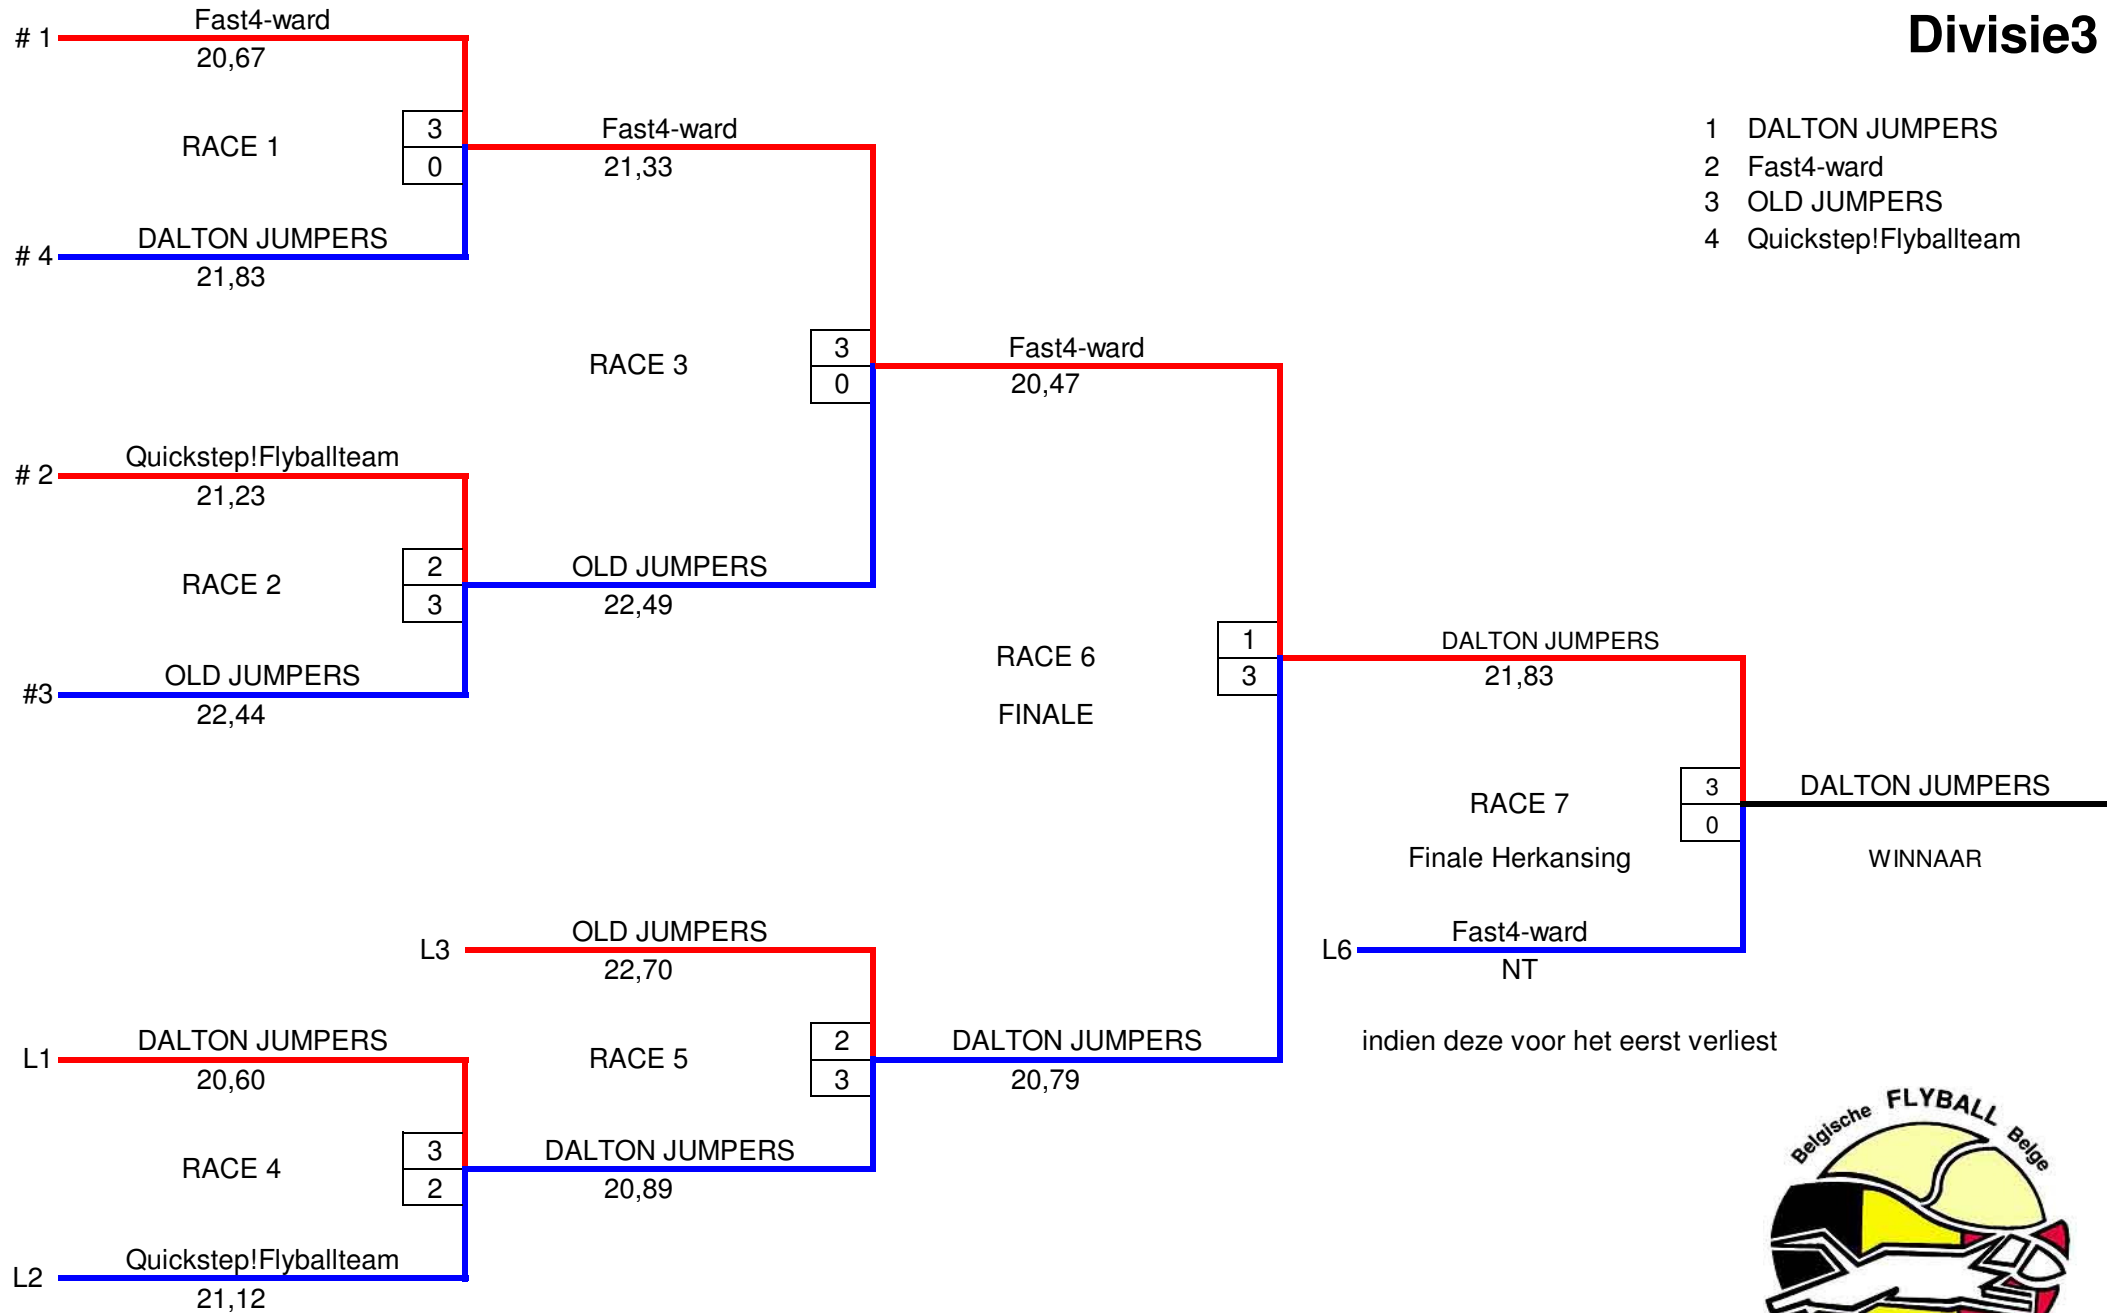 Divisie3
1 DALTON JUMPERS
2 Fast4-ward
3 OLD JUMPERS
4 Quickstep!Flyballteam
# 1
Fast4-ward
20,67
RACE 1
3
0
# 4
DALTON JUMPERS
21,83
Fast4-ward
21,33
RACE 3
3
0
# 2
Quickstep!Flyballteam
21,23
RACE 2
2
3
#3
OLD JUMPERS
22,44
OLD JUMPERS
22,49
Fast4-ward
20,47
RACE 6
1
3
FINALE
DALTON JUMPERS
21,83
RACE 7
3
0
Finale Herkansing
DALTON JUMPERS
WINNAAR
L6
Fast4-ward
NT
indien deze voor het eerst verliest
L3
OLD JUMPERS
22,70
RACE 5
2
3
DALTON JUMPERS
20,79
L1
DALTON JUMPERS
20,60
RACE 4
3
2
DALTON JUMPERS
20,89
L2
Quickstep!Flyballteam
21,12
Belgische FLYBALL Belge